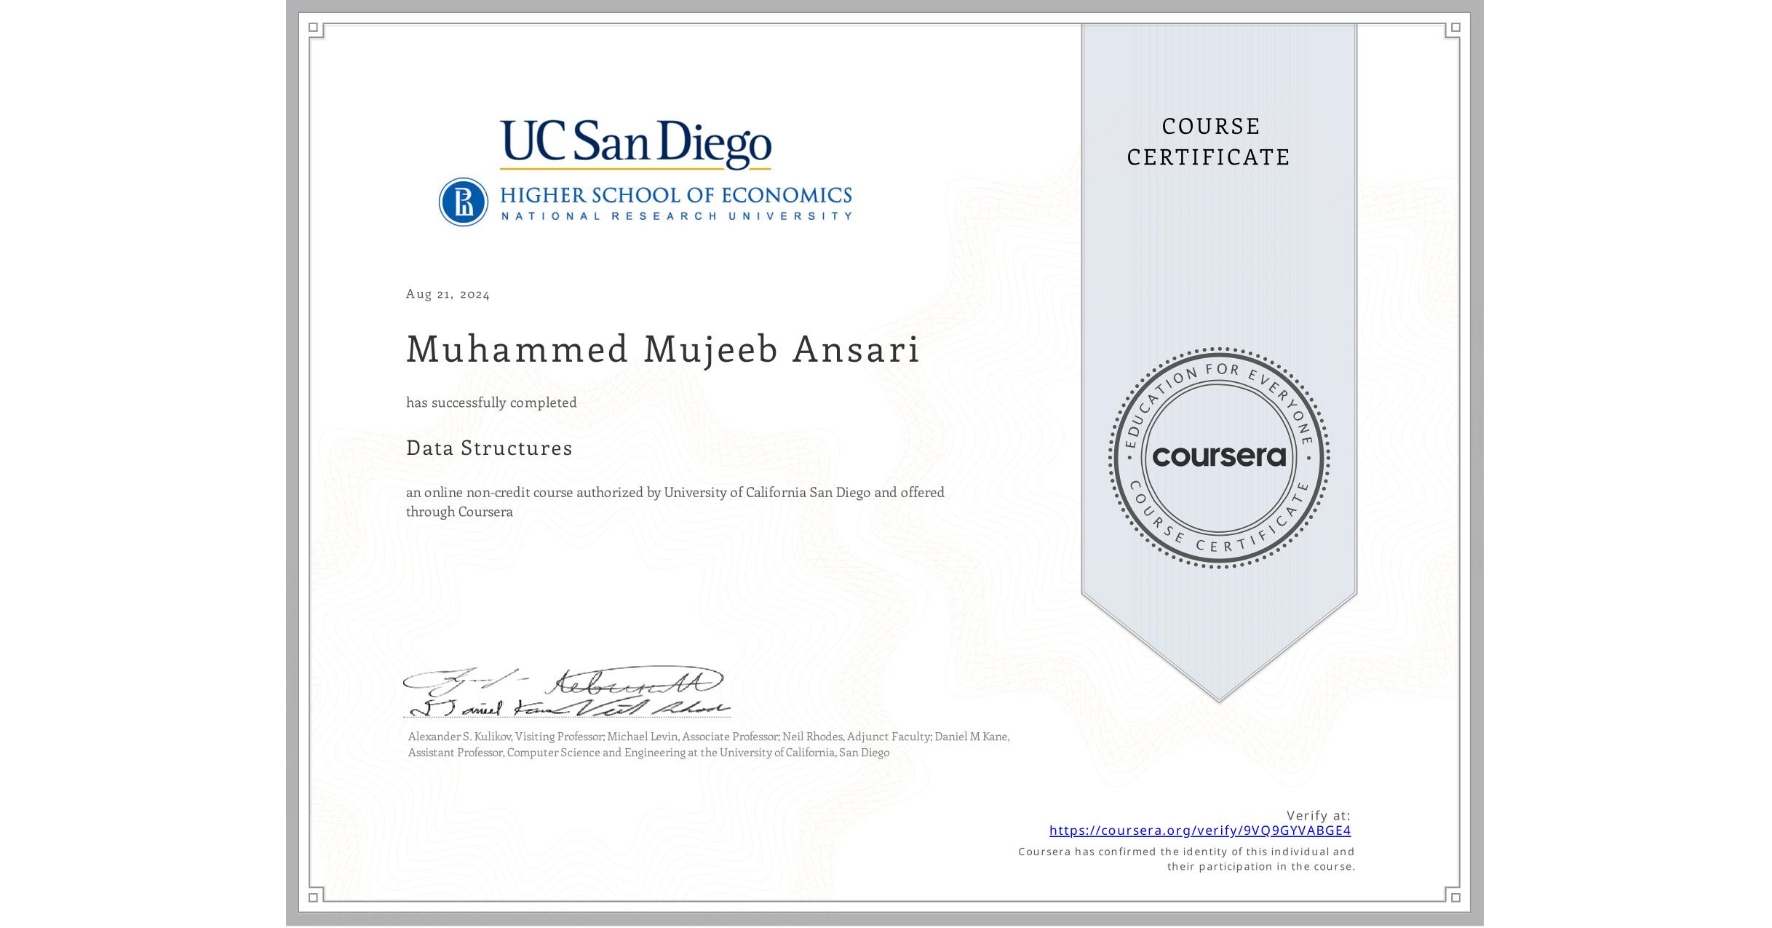 UC San Diego
HIGHER SCHOOL OF ECONOMICS
NATIONAL RESEARCH UNIVERSITY
COURSE
CERTIFICATE
Aug 21, 2024
Muhammed Mujeeb Ansari
has successfully completed
Data Structures
an online non-credit course authorized by University of California San Diego and offered
through Coursera
EDUCATION FOR EVERYONE
coursera
COURSE CERTIFICATE
Alexander S. Kulikov, Visiting Professor; Michael Levin, Associate Professor; Neil Rhodes, Adjunct Faculty; Daniel M Kane,
Assistant Professor, Computer Science and Engineering at the University of California, San Diego
Verify at:
https://coursera.org/verify/9VQ9GYVABGE4
Coursera has confirmed the identity of this individual and
their participation in the course.